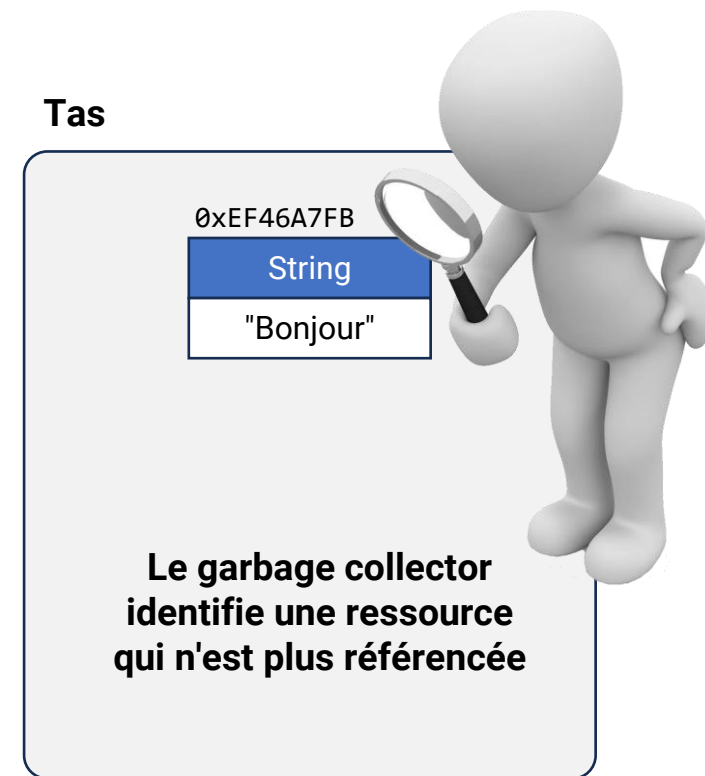 Tas
0xEF46A7FB
String
"Bonjour"
Le garbage collector
identifie une ressource
qui n'est plus référencée